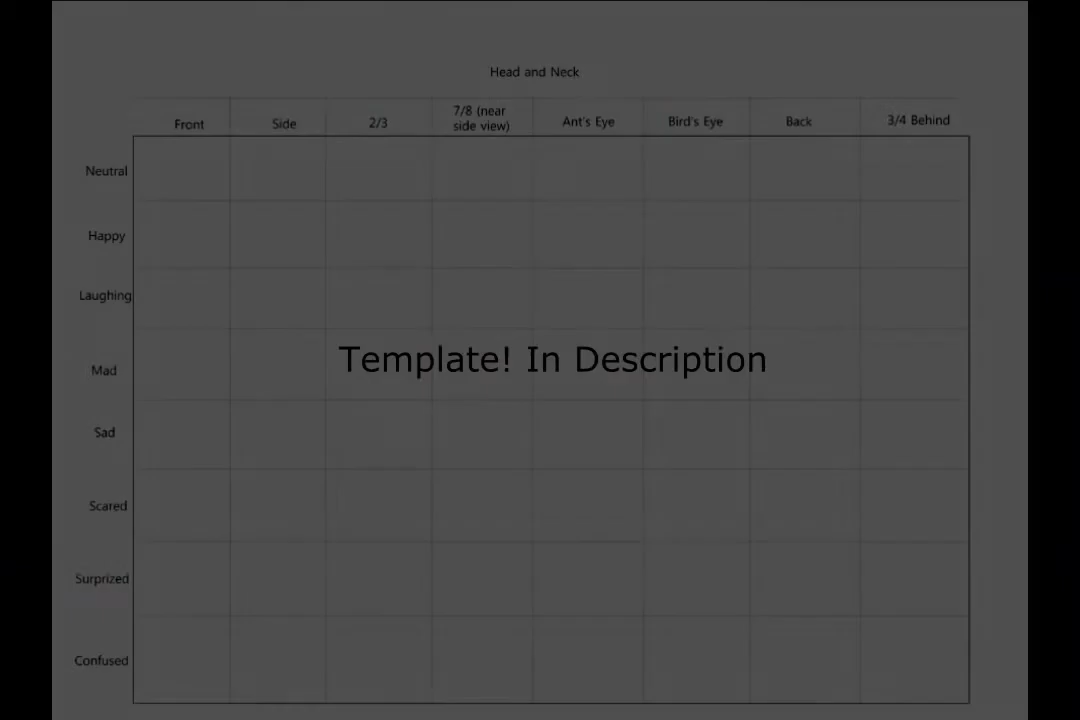 Head and Neck
Front Side 2/3 7/8 (near side view) Ant's Eye Bird's Eye Back 3/4 Behind
Neutral
Happy
Laughing
Template! In Description
Mad
Sad
Scared
Surprized
Confused